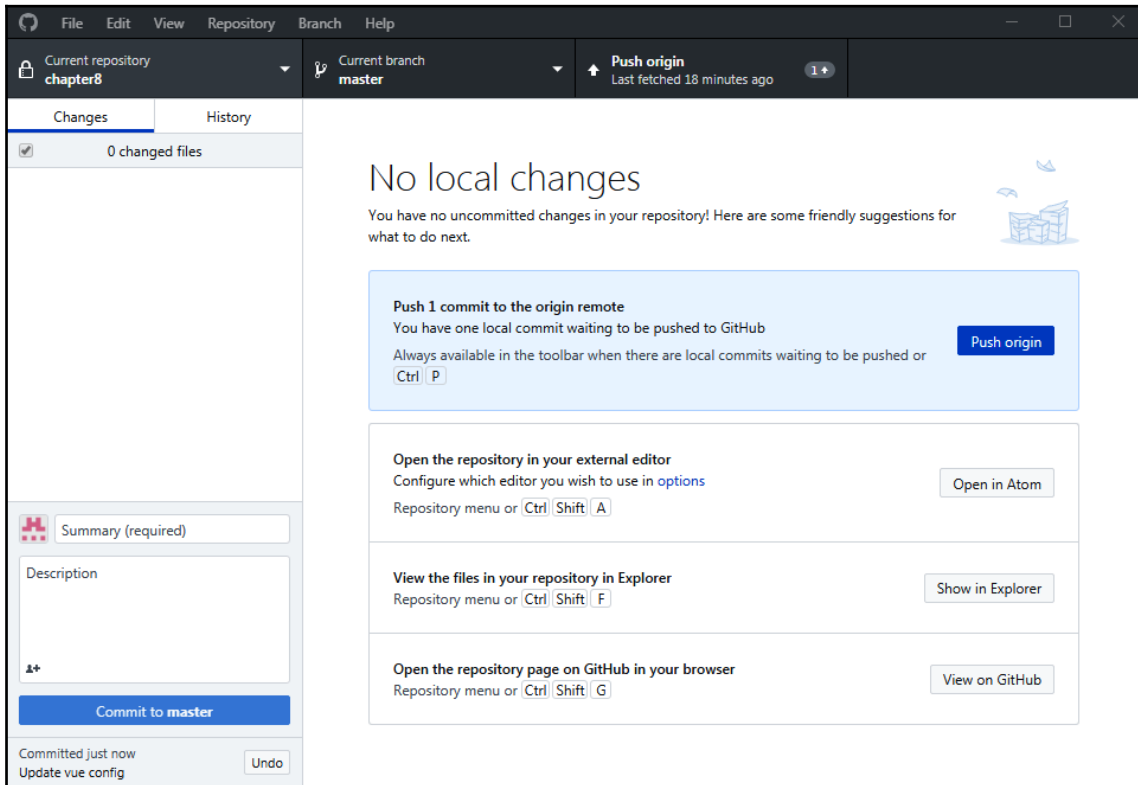 File Edit View Repository Branch Help
Current repository
chapter8
Current branch
master
Push origin
Last fetched 18 minutes ago
1
Changes History
0 changed files
No local changes
You have no uncommitted changes in your repository! Here are some friendly suggestions for
what to do next.
Push 1 commit to the origin remote
You have one local commit waiting to be pushed to GitHub
Always available in the toolbar when there are local commits waiting to be pushed or
Ctrl P
Push origin
Open the repository in your external editor
Configure which editor you wish to use in options
Repository menu or Ctrl Shift A
Open in Atom
View the files in your repository in Explorer
Repository menu or Ctrl Shift F
Show in Explorer
Open the repository page on GitHub in your browser
Repository menu or Ctrl Shift G
View on GitHub
Summary (required)
Description
Commit to master
Committed just now
Update vue config
Undo